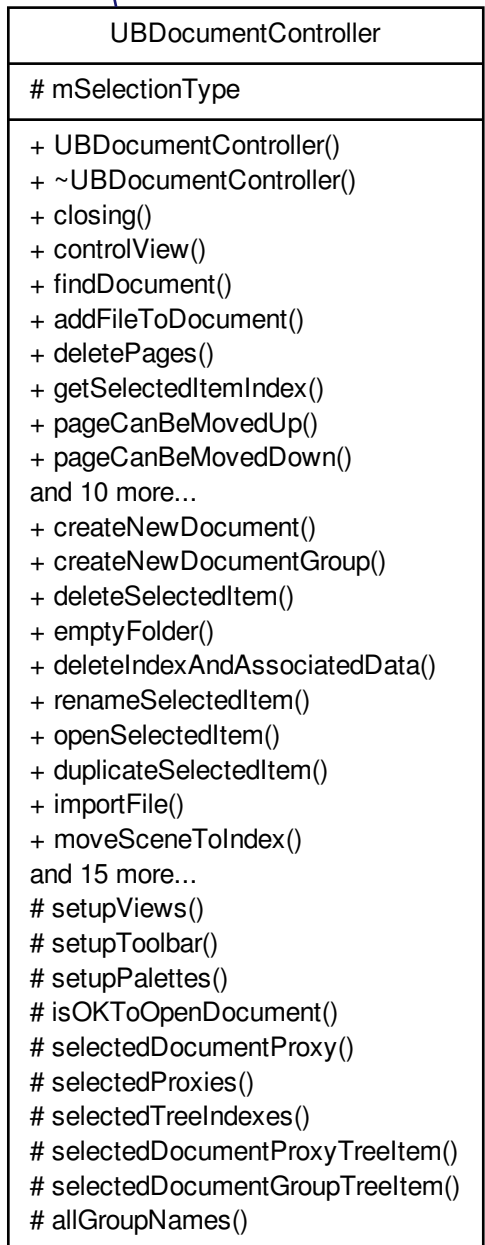 UBDocumentController
# mSelectionType
+ UBDocumentController()
+ ~UBDocumentController()
+ closing()
+ controlView()
+ findDocument()
+ addFileToDocument()
+ deletePages()
+ getSelectedItemIndex()
+ pageCanBeMovedUp()
+ pageCanBeMovedDown()
and 10 more...
+ createNewDocument()
+ createNewDocumentGroup()
+ deleteSelectedItem()
+ emptyFolder()
+ deleteIndexAndAssociatedData()
+ renameSelectedItem()
+ openSelectedItem()
+ duplicateSelectedItem()
+ importFile()
+ moveSceneToIndex()
and 15 more...
# setupViews()
# setupToolbar()
# setupPalettes()
# isOKToOpenDocument()
# selectedDocumentProxy()
# selectedProxies()
# selectedTreeIndexes()
# selectedDocumentProxyTreeItem()
# selectedDocumentGroupTreeItem()
# allGroupNames()